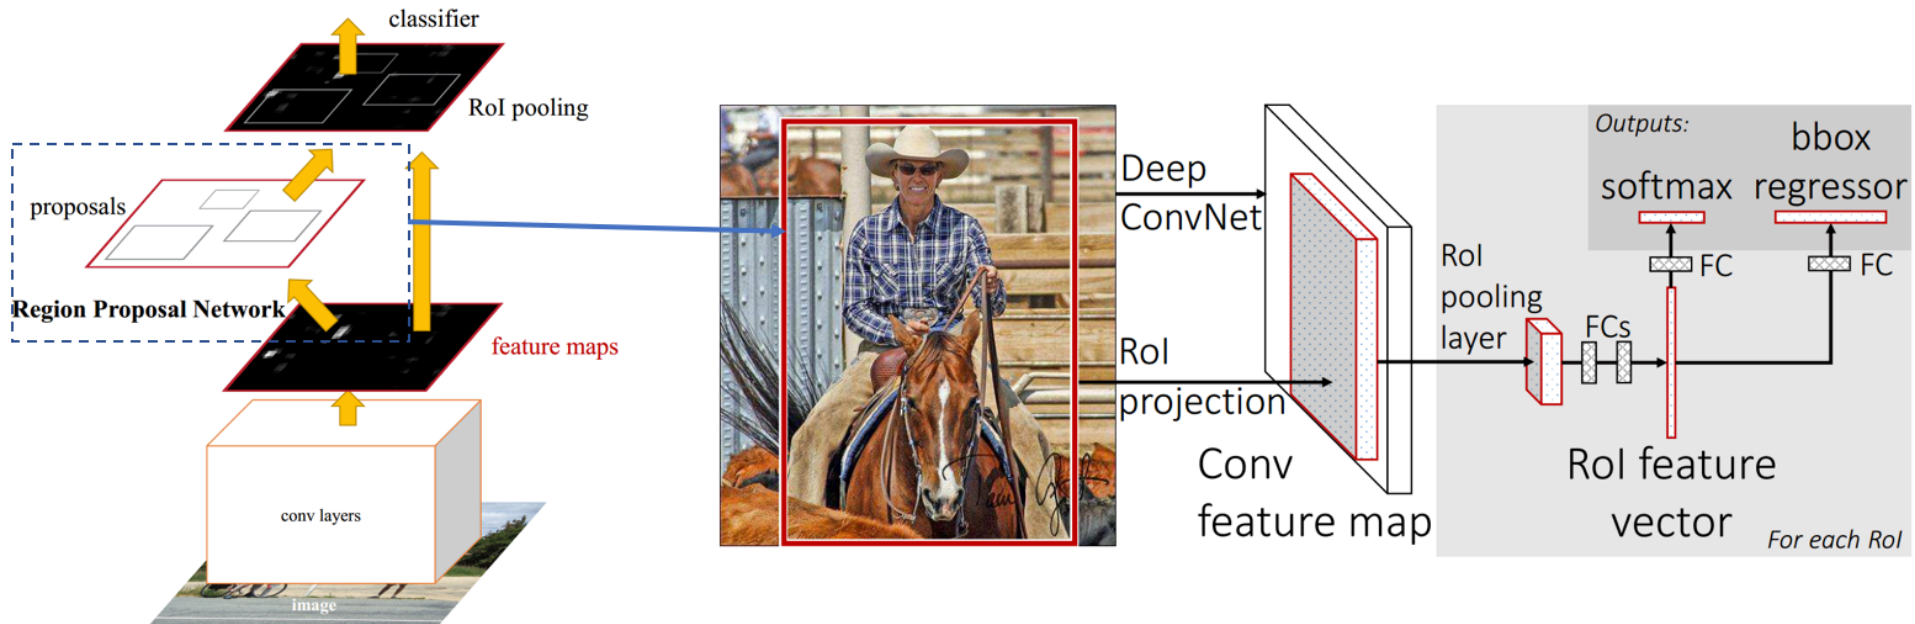 classifier
RoI pooling
proposals
Region Proposal Network
feature maps
conv layers
image
Deep
ConvNet
RoI
projection
Conv
feature map
RoI
pooling
layer
FCs
Outputs:
softmax
bbox
regressor
FC
FC
RoI feature
vector
For each RoI